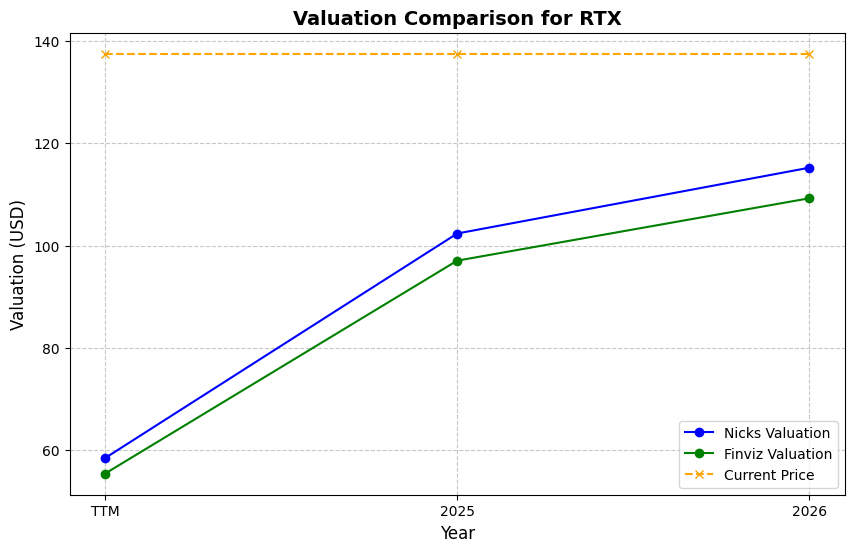 Valuation Comparison for RTX
Valuation (USD)
140
120
100
80
60
TTM
2025
2026
Year
Nicks Valuation
Finviz Valuation
Current Price